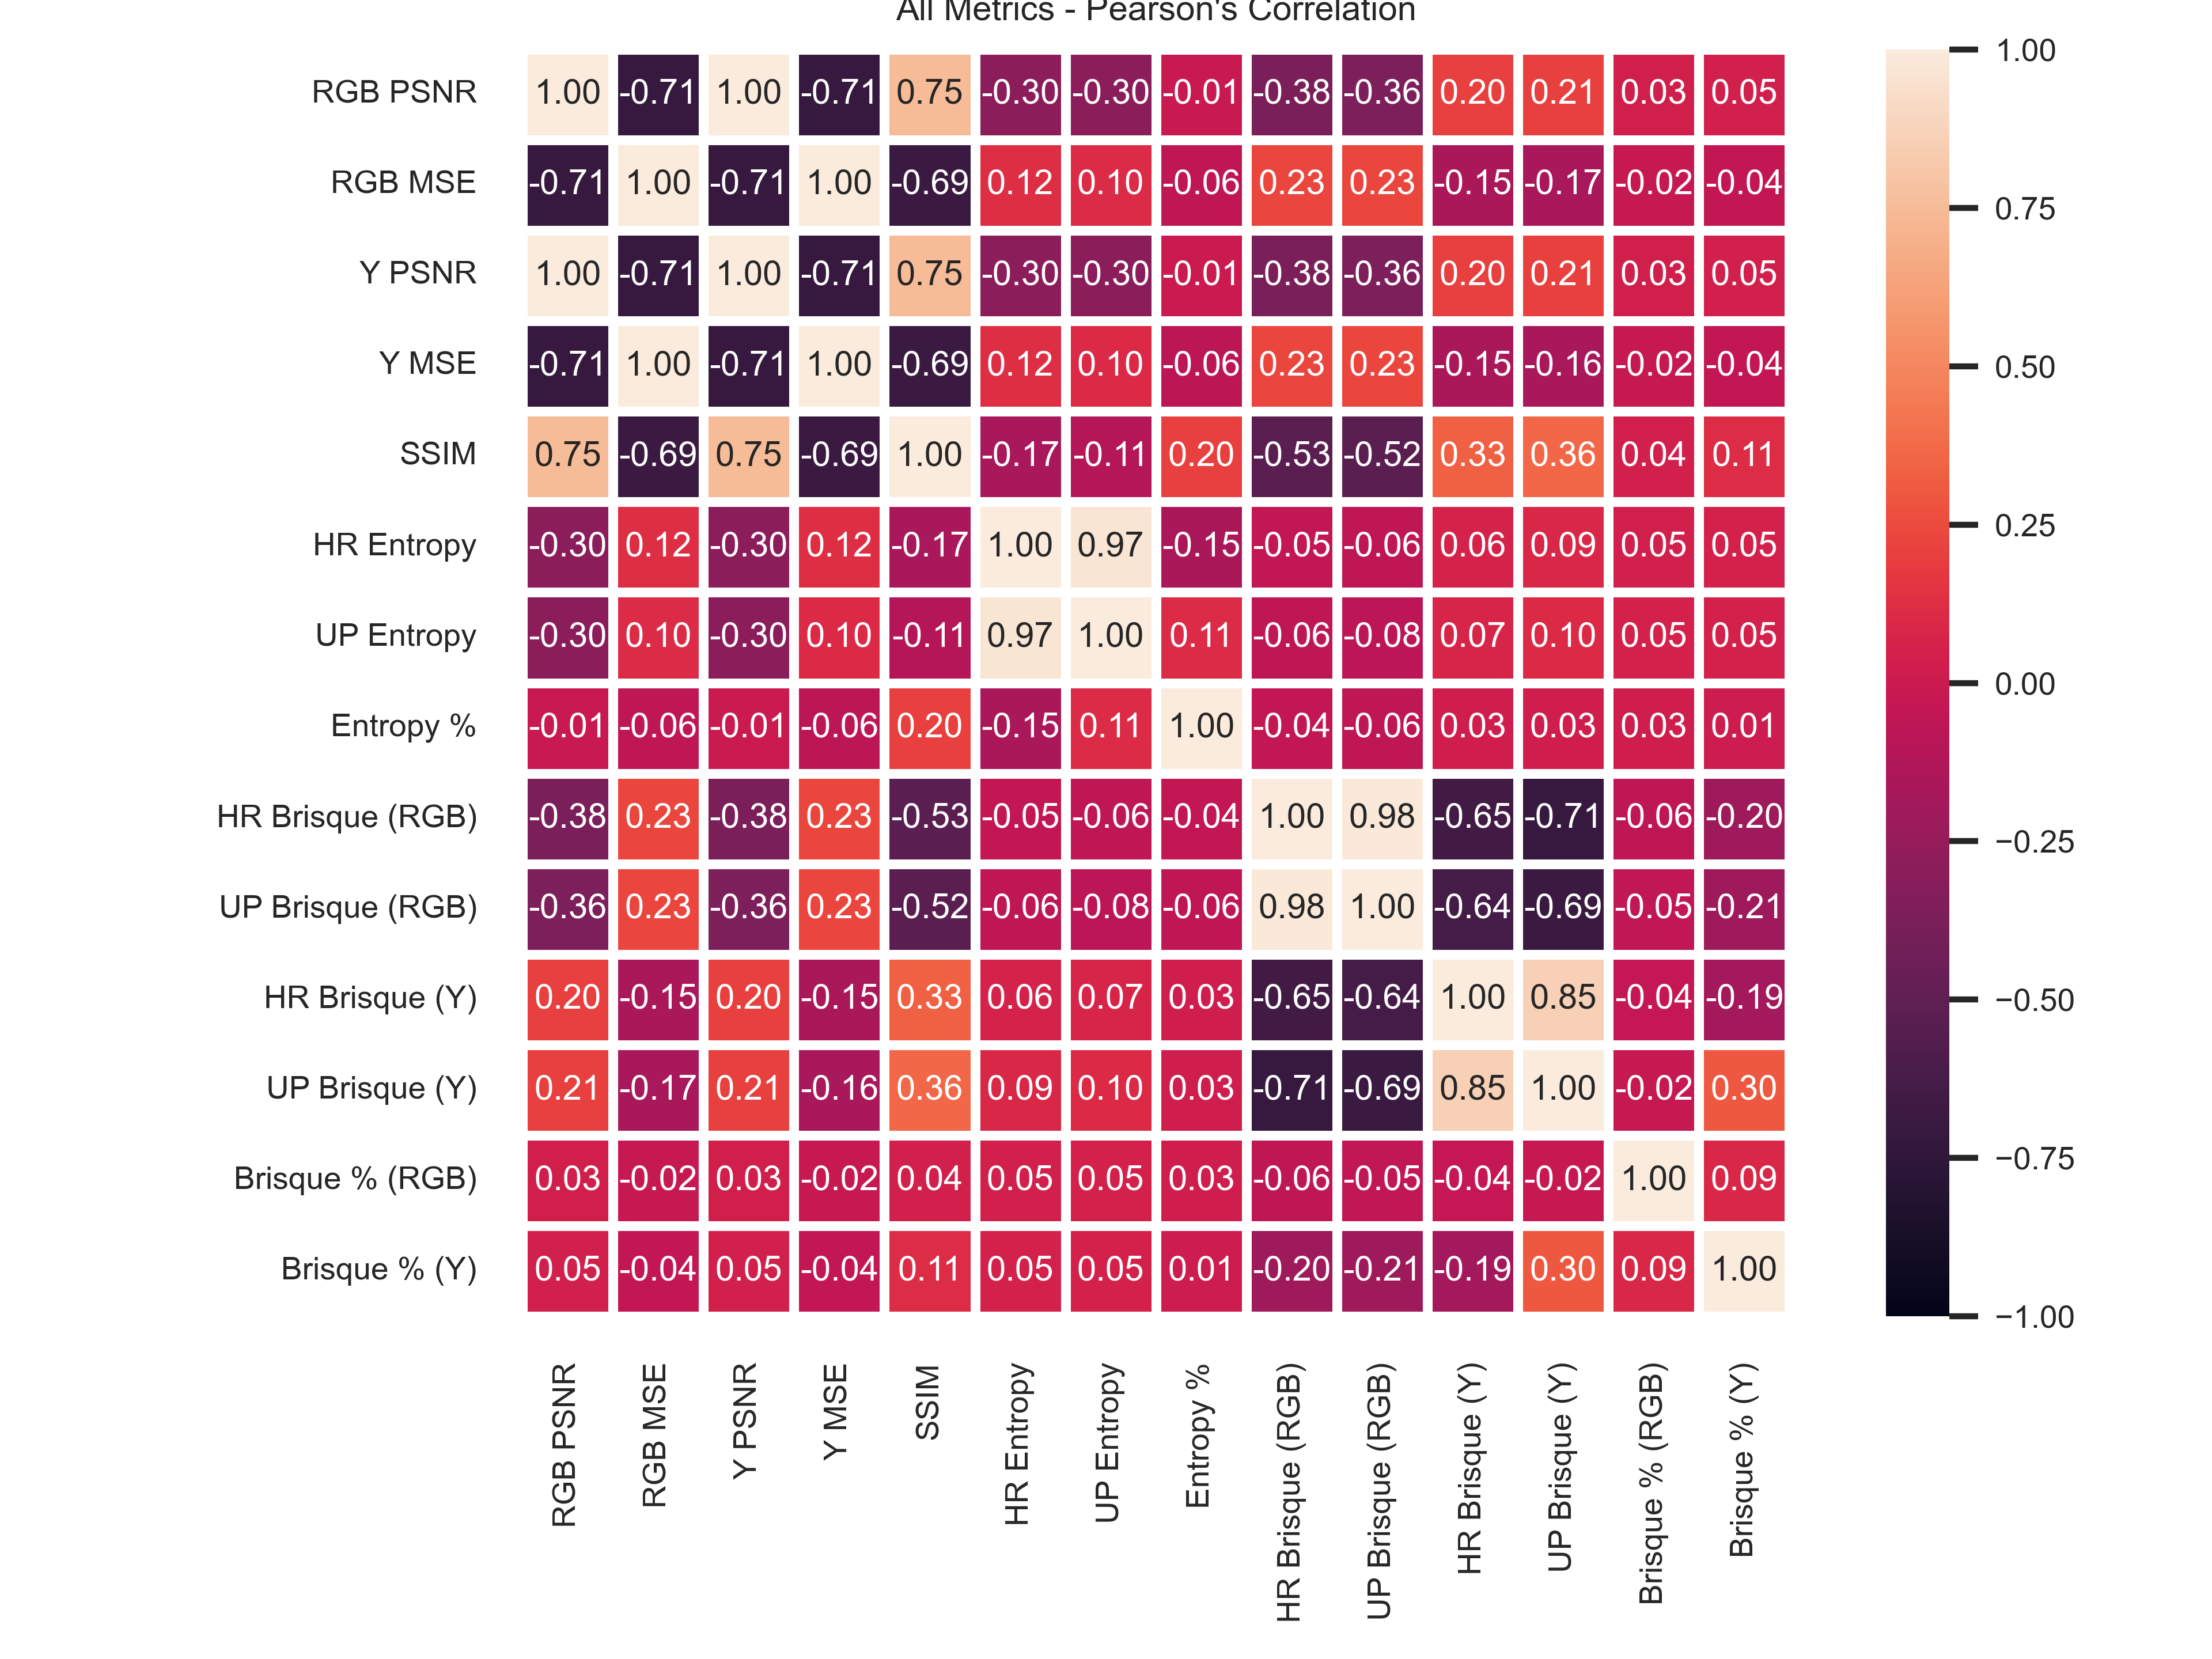 All Metrics - Pearson's Correlation
RGB PSNR 1.00 -0.71 1.00 -0.71 0.75 -0.30 -0.30 -0.01 -0.38 -0.36 0.20 0.21 0.03 0.05
RGB MSE -0.71 1.00 -0.71 1.00 -0.69 0.12 0.10 -0.06 0.23 0.23 -0.15 -0.17 -0.02 -0.04
Y PSNR 1.00 -0.71 1.00 -0.71 0.75 -0.30 -0.30 -0.01 -0.38 -0.36 0.20 0.21 0.03 0.05
Y MSE -0.71 1.00 -0.71 1.00 -0.69 0.12 0.10 -0.06 0.23 0.23 -0.15 -0.16 -0.02 -0.04
SSIM 0.75 -0.69 0.75 -0.69 1.00 -0.17 -0.11 0.20 -0.53 -0.52 0.33 0.36 0.04 0.11
HR Entropy -0.30 0.12 -0.30 0.12 -0.17 1.00 0.97 -0.15 -0.05 -0.06 0.06 0.09 0.05 0.05
UP Entropy -0.30 0.10 -0.30 0.10 -0.11 0.97 1.00 0.11 -0.06 -0.08 0.07 0.10 0.05 0.05
Entropy % -0.01 -0.06 -0.01 -0.06 0.20 -0.15 0.11 1.00 -0.04 -0.06 0.03 0.03 0.03 0.01
HR Brisque (RGB) -0.38 0.23 -0.38 0.23 -0.53 -0.05 -0.06 -0.04 1.00 0.98 -0.65 -0.71 -0.06 -0.20
UP Brisque (RGB) -0.36 0.23 -0.36 0.23 -0.52 -0.06 -0.08 -0.06 0.98 1.00 -0.64 -0.69 -0.05 -0.21
HR Brisque (Y) 0.20 -0.15 0.20 -0.15 0.33 0.06 0.07 0.03 -0.65 -0.64 1.00 0.85 -0.04 -0.19
UP Brisque (Y) 0.21 -0.17 0.21 -0.16 0.36 0.09 0.10 0.03 -0.71 -0.69 0.85 1.00 -0.02 0.30
Brisque % (RGB) 0.03 -0.02 0.03 -0.02 0.04 0.05 0.05 0.03 -0.06 -0.05 -0.04 -0.02 1.00 0.09
Brisque % (Y) 0.05 -0.04 0.05 -0.04 0.11 0.05 0.05 0.01 -0.20 -0.21 -0.19 0.30 0.09 1.00
RGB PSNR
RGB MSE
Y PSNR
Y MSE
SSIM
HR Entropy
UP Entropy
Entropy %
HR Brisque (RGB)
UP Brisque (RGB)
HR Brisque (Y)
UP Brisque (Y)
Brisque % (RGB)
Brisque % (Y)
1.00
0.75
0.50
0.25
0.00
−0.25
−0.50
−0.75
−1.00